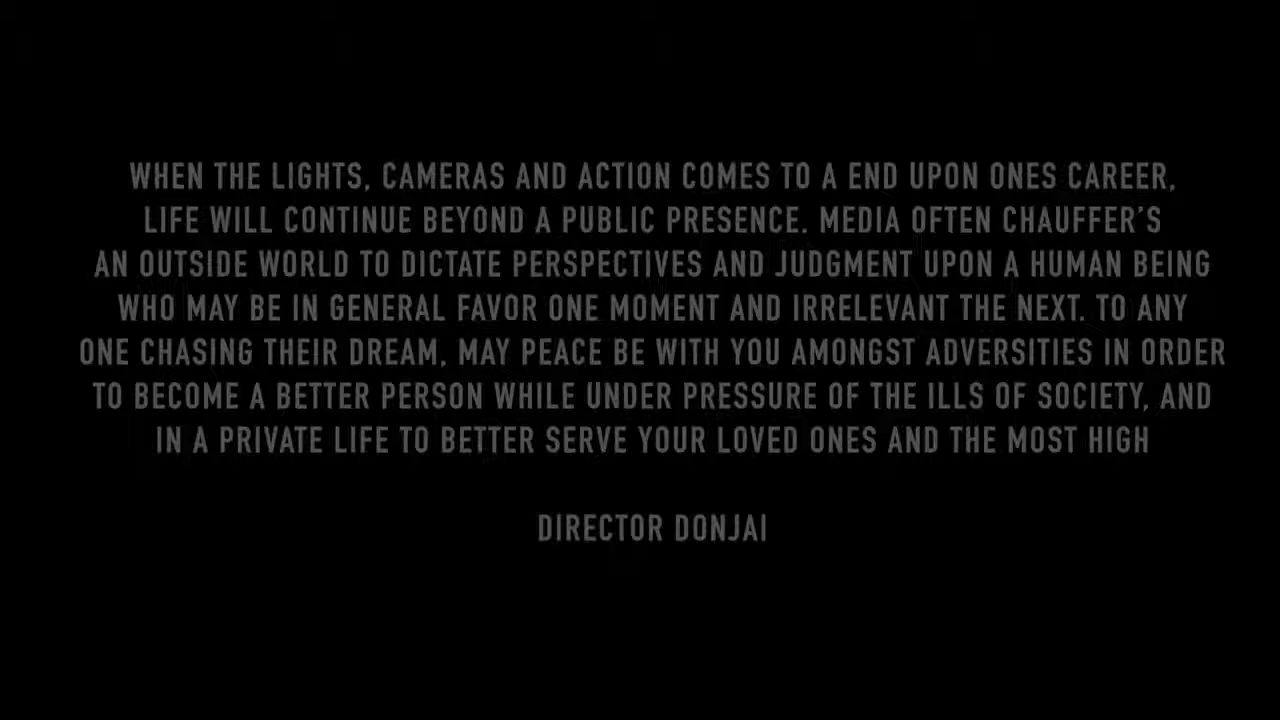 WHEN THE LIGHTS, CAMERAS AND ACTION COMES TO A END UPON ONES CAREER,
LIFE WILL CONTINUE BEYOND A PUBLIC PRESENCE. MEDIA OFTEN CHAUFFER'S
AN OUTSIDE WORLD TO DICTATE PERSPECTIVES AND JUDGMENT UPON A HUMAN BEING
WHO MAY BE IN GENERAL FAVOR ONE MOMENT AND IRRELEVANT THE NEXT. TO ANY
ONE CHASING THEIR DREAM, MAY PEACE BE WITH YOU AMONGST ADVERSITIES IN ORDER
TO BECOME A BETTER PERSON WHILE UNDER PRESSURE OF THE ILLS OF SOCIETY, AND
IN A PRIVATE LIFE TO BETTER SERVE YOUR LOVED ONES AND THE MOST HIGH
DIRECTOR DONJAI